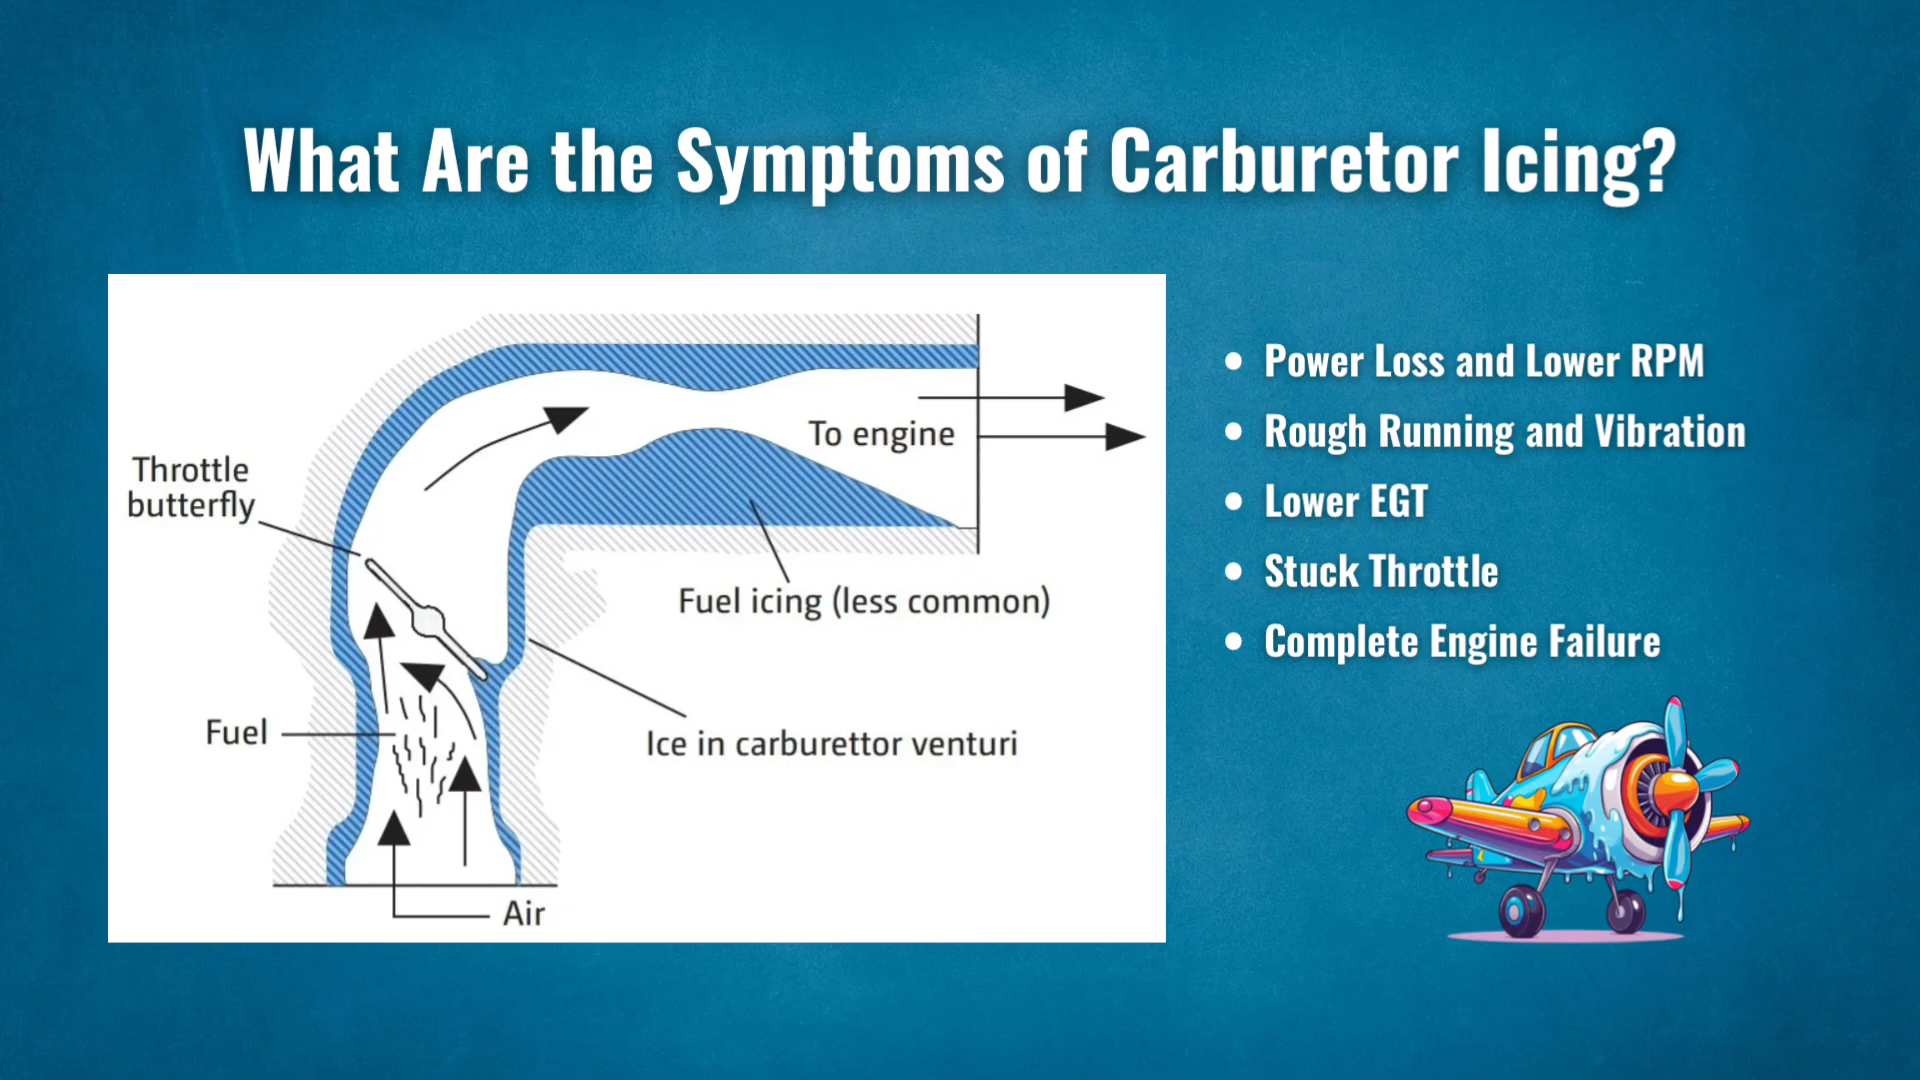 What Are the Symptoms of Carburetor Icing?
Throttle
butterfly
To engine
Fuel icing (less common)
Fuel
Ice in carburettor venturi
Air
• Power Loss and Lower RPM
• Rough Running and Vibration
• Lower EGT
• Stuck Throttle
• Complete Engine Failure